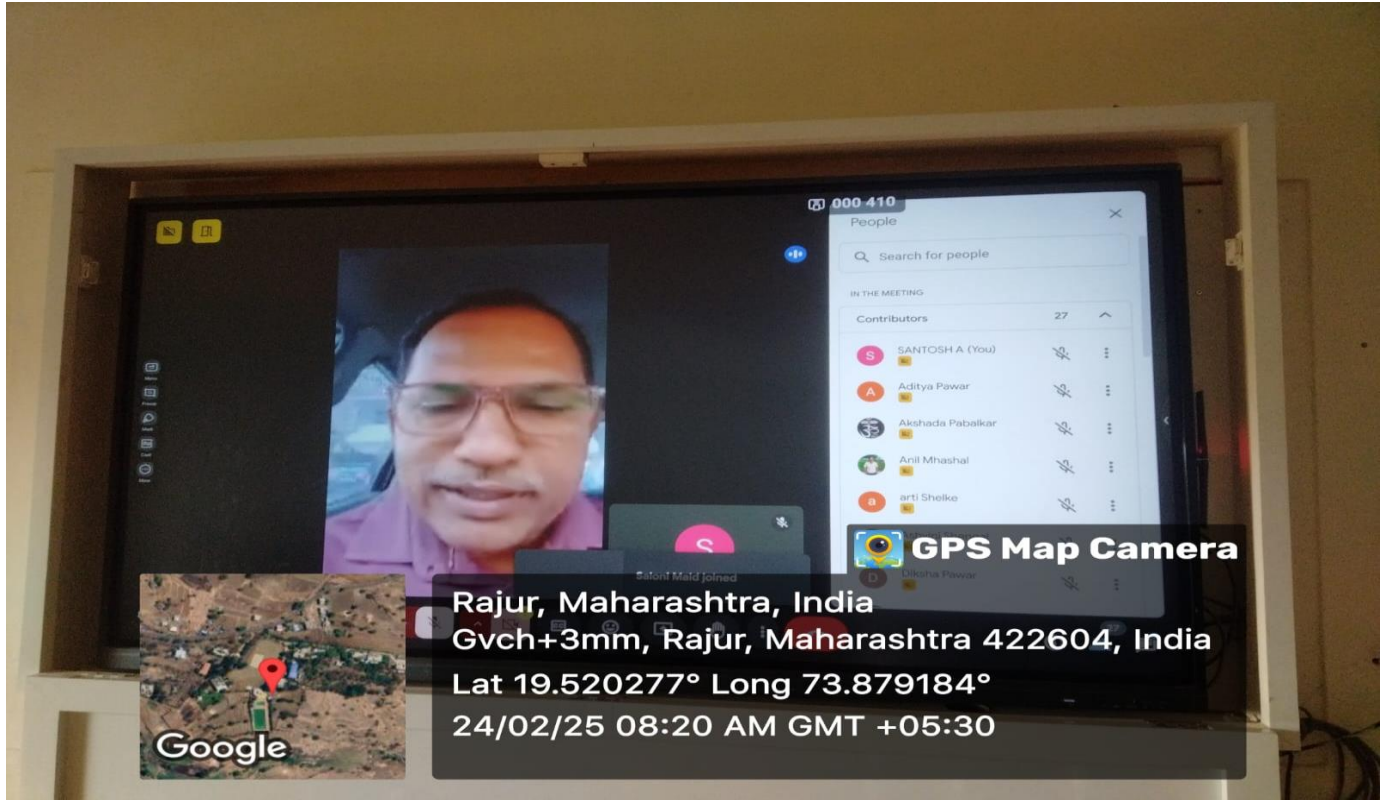 000 410
People
Search for people
IN THE MEETING
Contributors 27
S SANTOSH A (You)
A Aditya Pawar
Akshada Pabalkar
Anil Mhashal
a arti Shelke
D Diksha Pawar
S
Saloni Maid joined
GPS Map Camera
Rajur, Maharashtra, India
Gvch+3mm, Rajur, Maharashtra 422604, India
Lat 19.520277° Long 73.879184°
24/02/25 08:20 AM GMT +05:30
Google